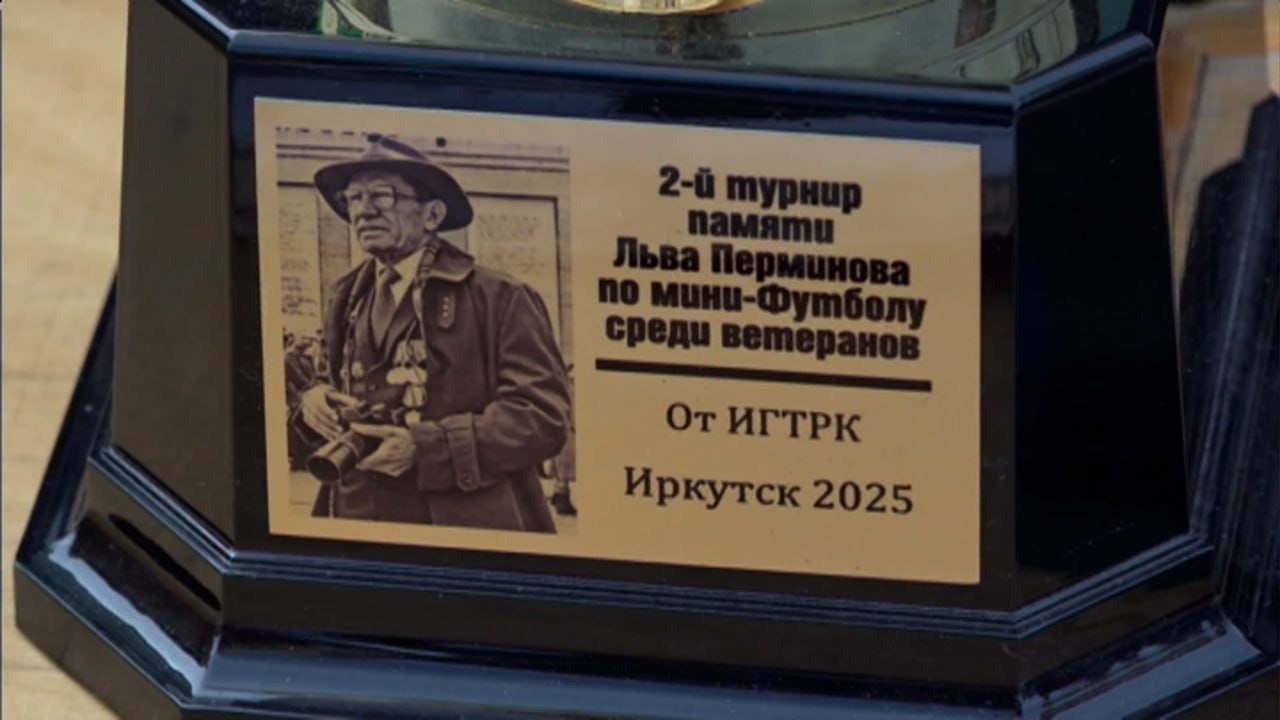 2-й турнир
памяти
Льва Перминова
по мини-Футболу
среди ветеранов
От ИГТРК
Иркутск 2025